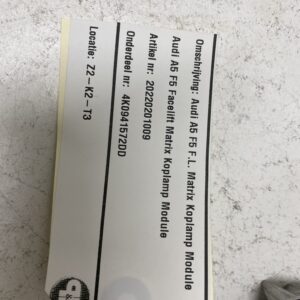 Omschrijving: Audi A5 F5 F.L. Matrix Koplamp Module
Audi A5 F5 Facelift Matrix Koplamp Module
Artikel nr: 20220201009
Onderdeel nr: 4K0941572DD
Locatie: Z2-K2-T3